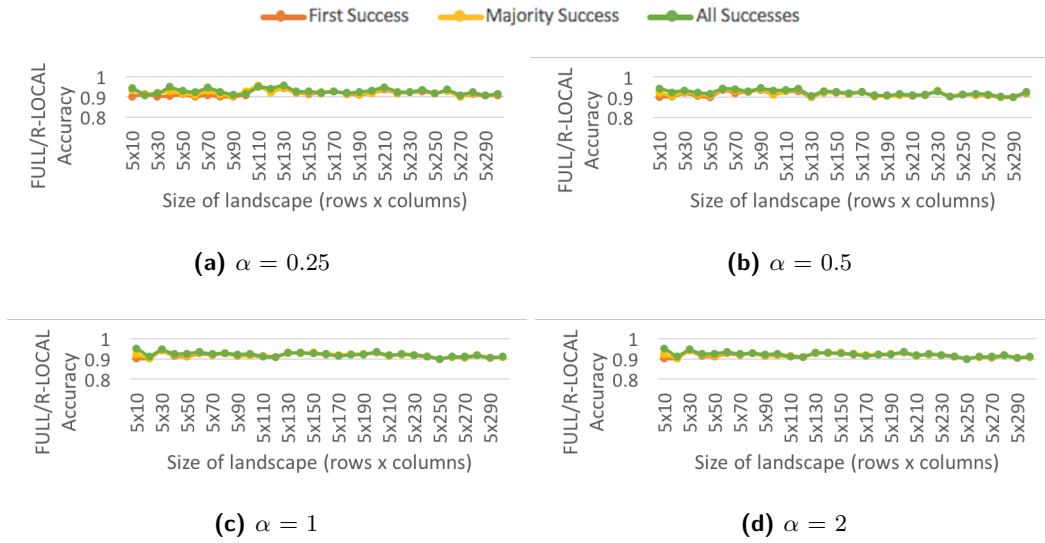 First Success Majority Success All Successes
FULL/R-LOCAL
Accuracy
1
0.9
0.8
5x10 5x30 5x50 5x70 5x90 5x110 5x130 5x150 5x170 5x190 5x210 5x230 5x250 5x270 5x290
Size of landscape (rows x columns)
(a) α = 0.25
FULL/R-LOCAL
Accuracy
1
0.9
0.8
5x10 5x30 5x50 5x70 5x90 5x110 5x130 5x150 5x170 5x190 5x210 5x230 5x250 5x270 5x290
Size of landscape (rows x columns)
(b) α = 0.5
FULL/R-LOCAL
Accuracy
1
0.9
0.8
5x10 5x30 5x50 5x70 5x90 5x110 5x130 5x150 5x170 5x190 5x210 5x230 5x250 5x270 5x290
Size of landscape (rows x columns)
(c) α = 1
FULL/R-LOCAL
Accuracy
1
0.9
0.8
5x10 5x30 5x50 5x70 5x90 5x110 5x130 5x150 5x170 5x190 5x210 5x230 5x250 5x270 5x290
Size of landscape (rows x columns)
(d) α = 2